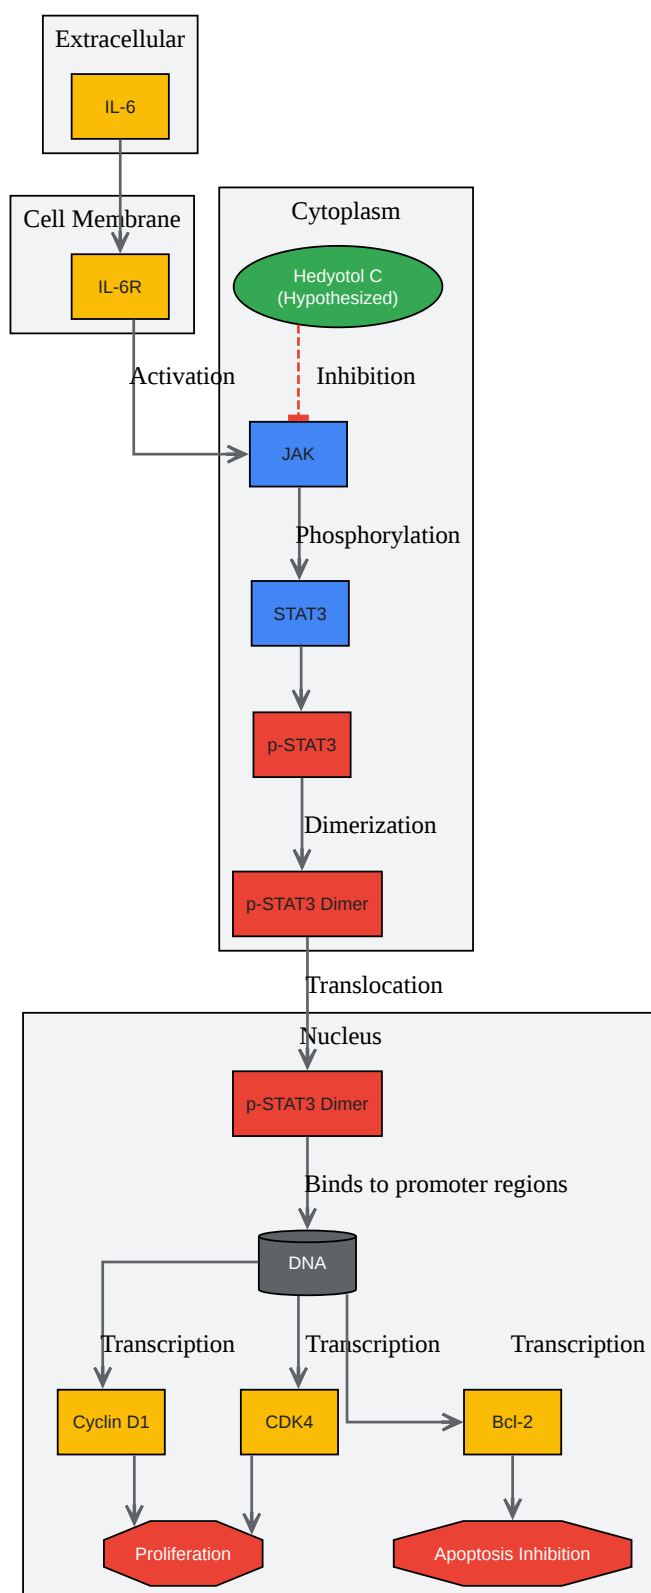 Extracellular
IL-6
Cell Membrane
IL-6R
Cytoplasm
Hedyotol C
(Hypothesized)
Activation
Inhibition
JAK
Phosphorylation
STAT3
p-STAT3
Dimerization
p-STAT3 Dimer
Translocation
Nucleus
p-STAT3 Dimer
Binds to promoter regions
DNA
Transcription
Transcription
Transcription
Cyclin D1
CDK4
Bcl-2
Proliferation
Apoptosis Inhibition